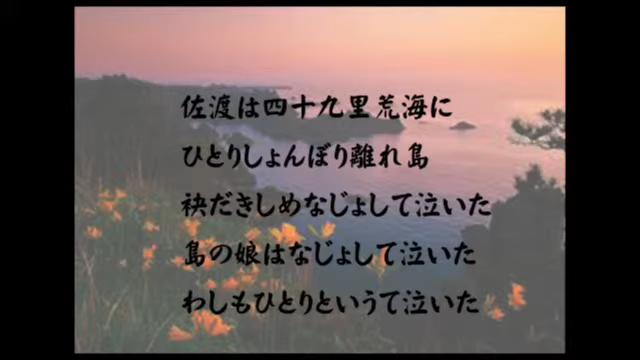 佐渡は四十九里荒海に
ひとりしょんぼり離れ島
袂だきしめなじょして泣いた
島の娘はなじょして泣いた
わしもひとりというて泣いた